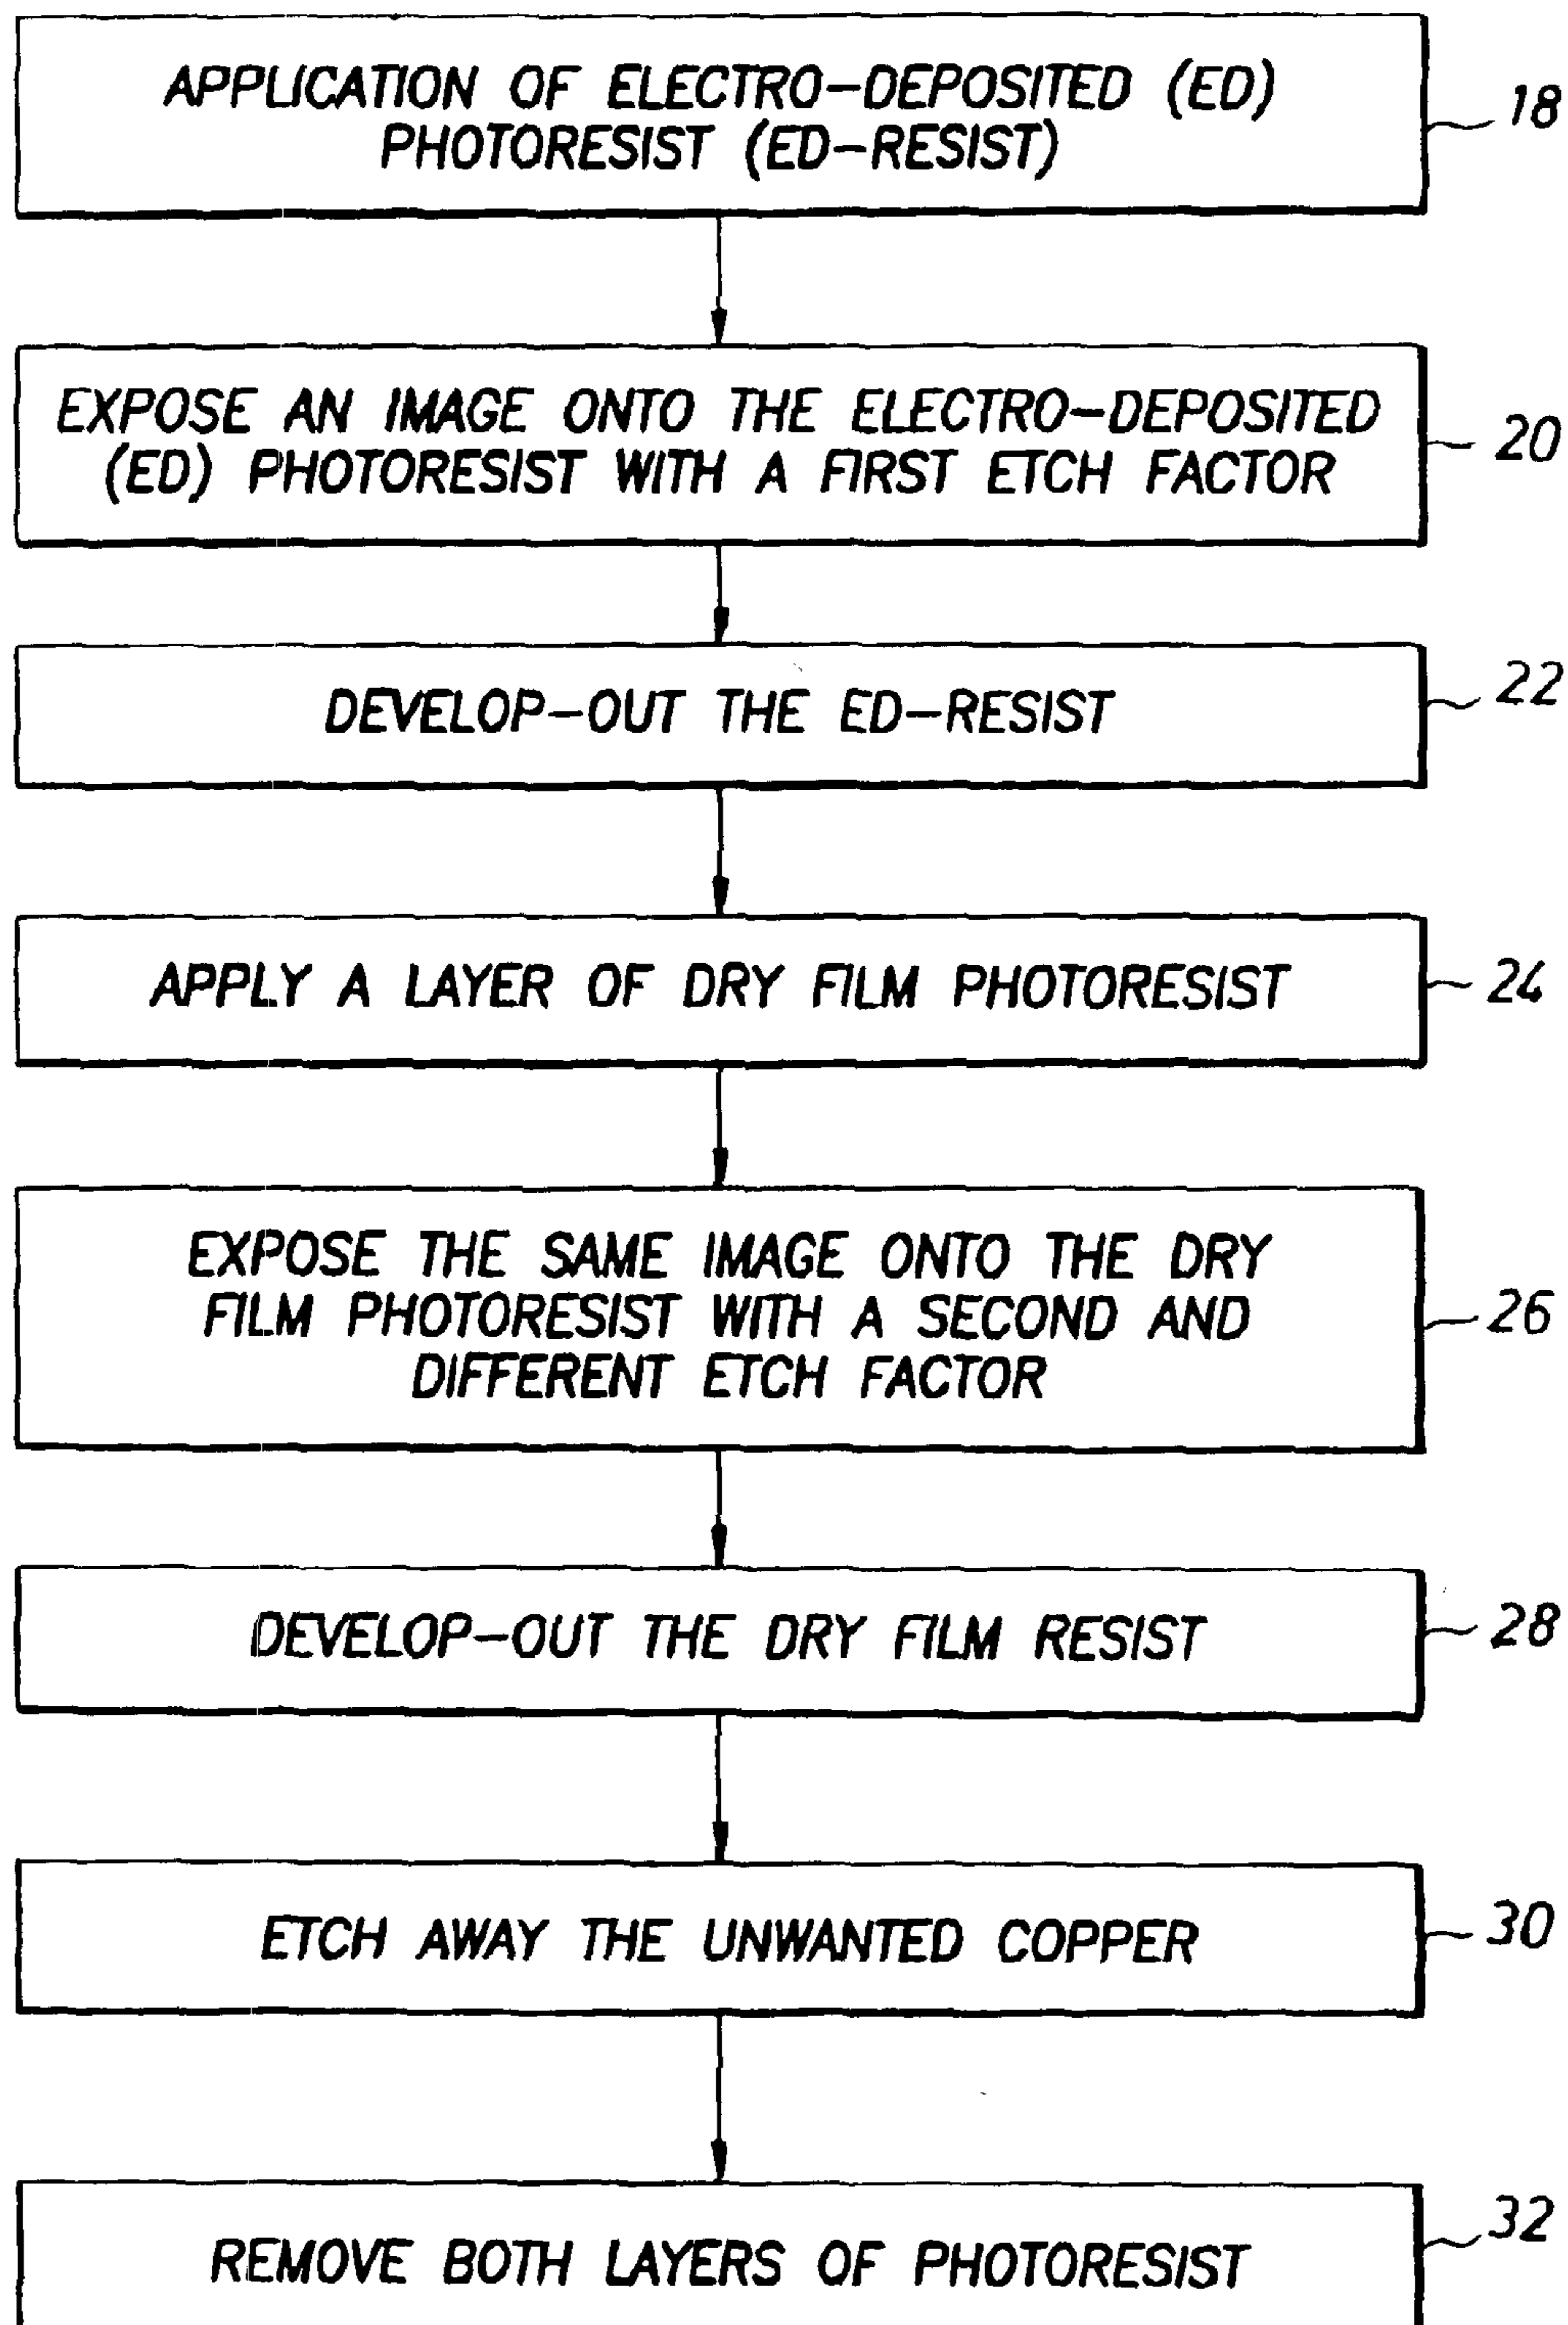 APPLICATION OF ELECTRO-DEPOSITED (ED)
PHOTORESIST (ED-RESIST)
18
EXPOSE AN IMAGE ONTO THE ELECTRO-DEPOSITED
(ED) PHOTORESIST WITH A FIRST ETCH FACTOR
20
DEVELOP-OUT THE ED-RESIST
22
APPLY A LAYER OF DRY FILM PHOTORESIST
24
EXPOSE THE SAME IMAGE ONTO THE DRY
FILM PHOTORESIST WITH A SECOND AND
DIFFERENT ETCH FACTOR
26
DEVELOP-OUT THE DRY FILM RESIST
28
ETCH AWAY THE UNWANTED COPPER
30
REMOVE BOTH LAYERS OF PHOTORESIST
32